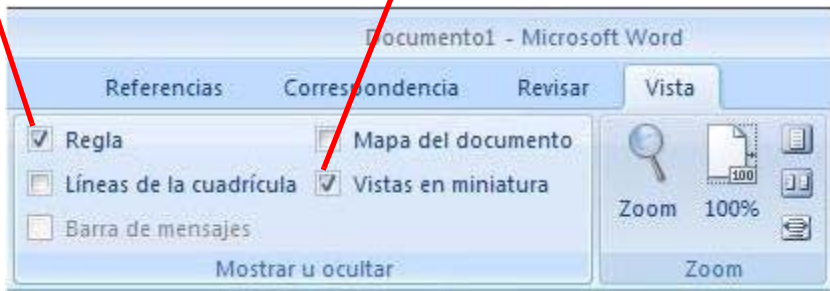 Documento1 - Microsoft Word
Referencias Correspondencia Revisar Vista
Regla Mapa del documento
Líneas de la cuadrícula Vistas en miniatura
Barra de mensajes
Zoom 100%
100
Mostrar u ocultar Zoom